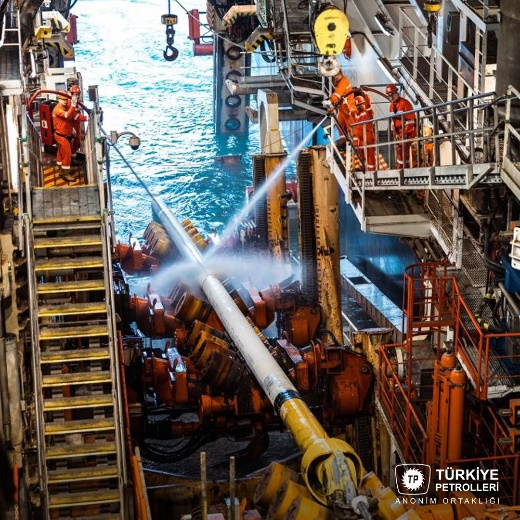 TP
TÜRKİYE
PETROLLERİ
ANONİM ORTAKLIĞI